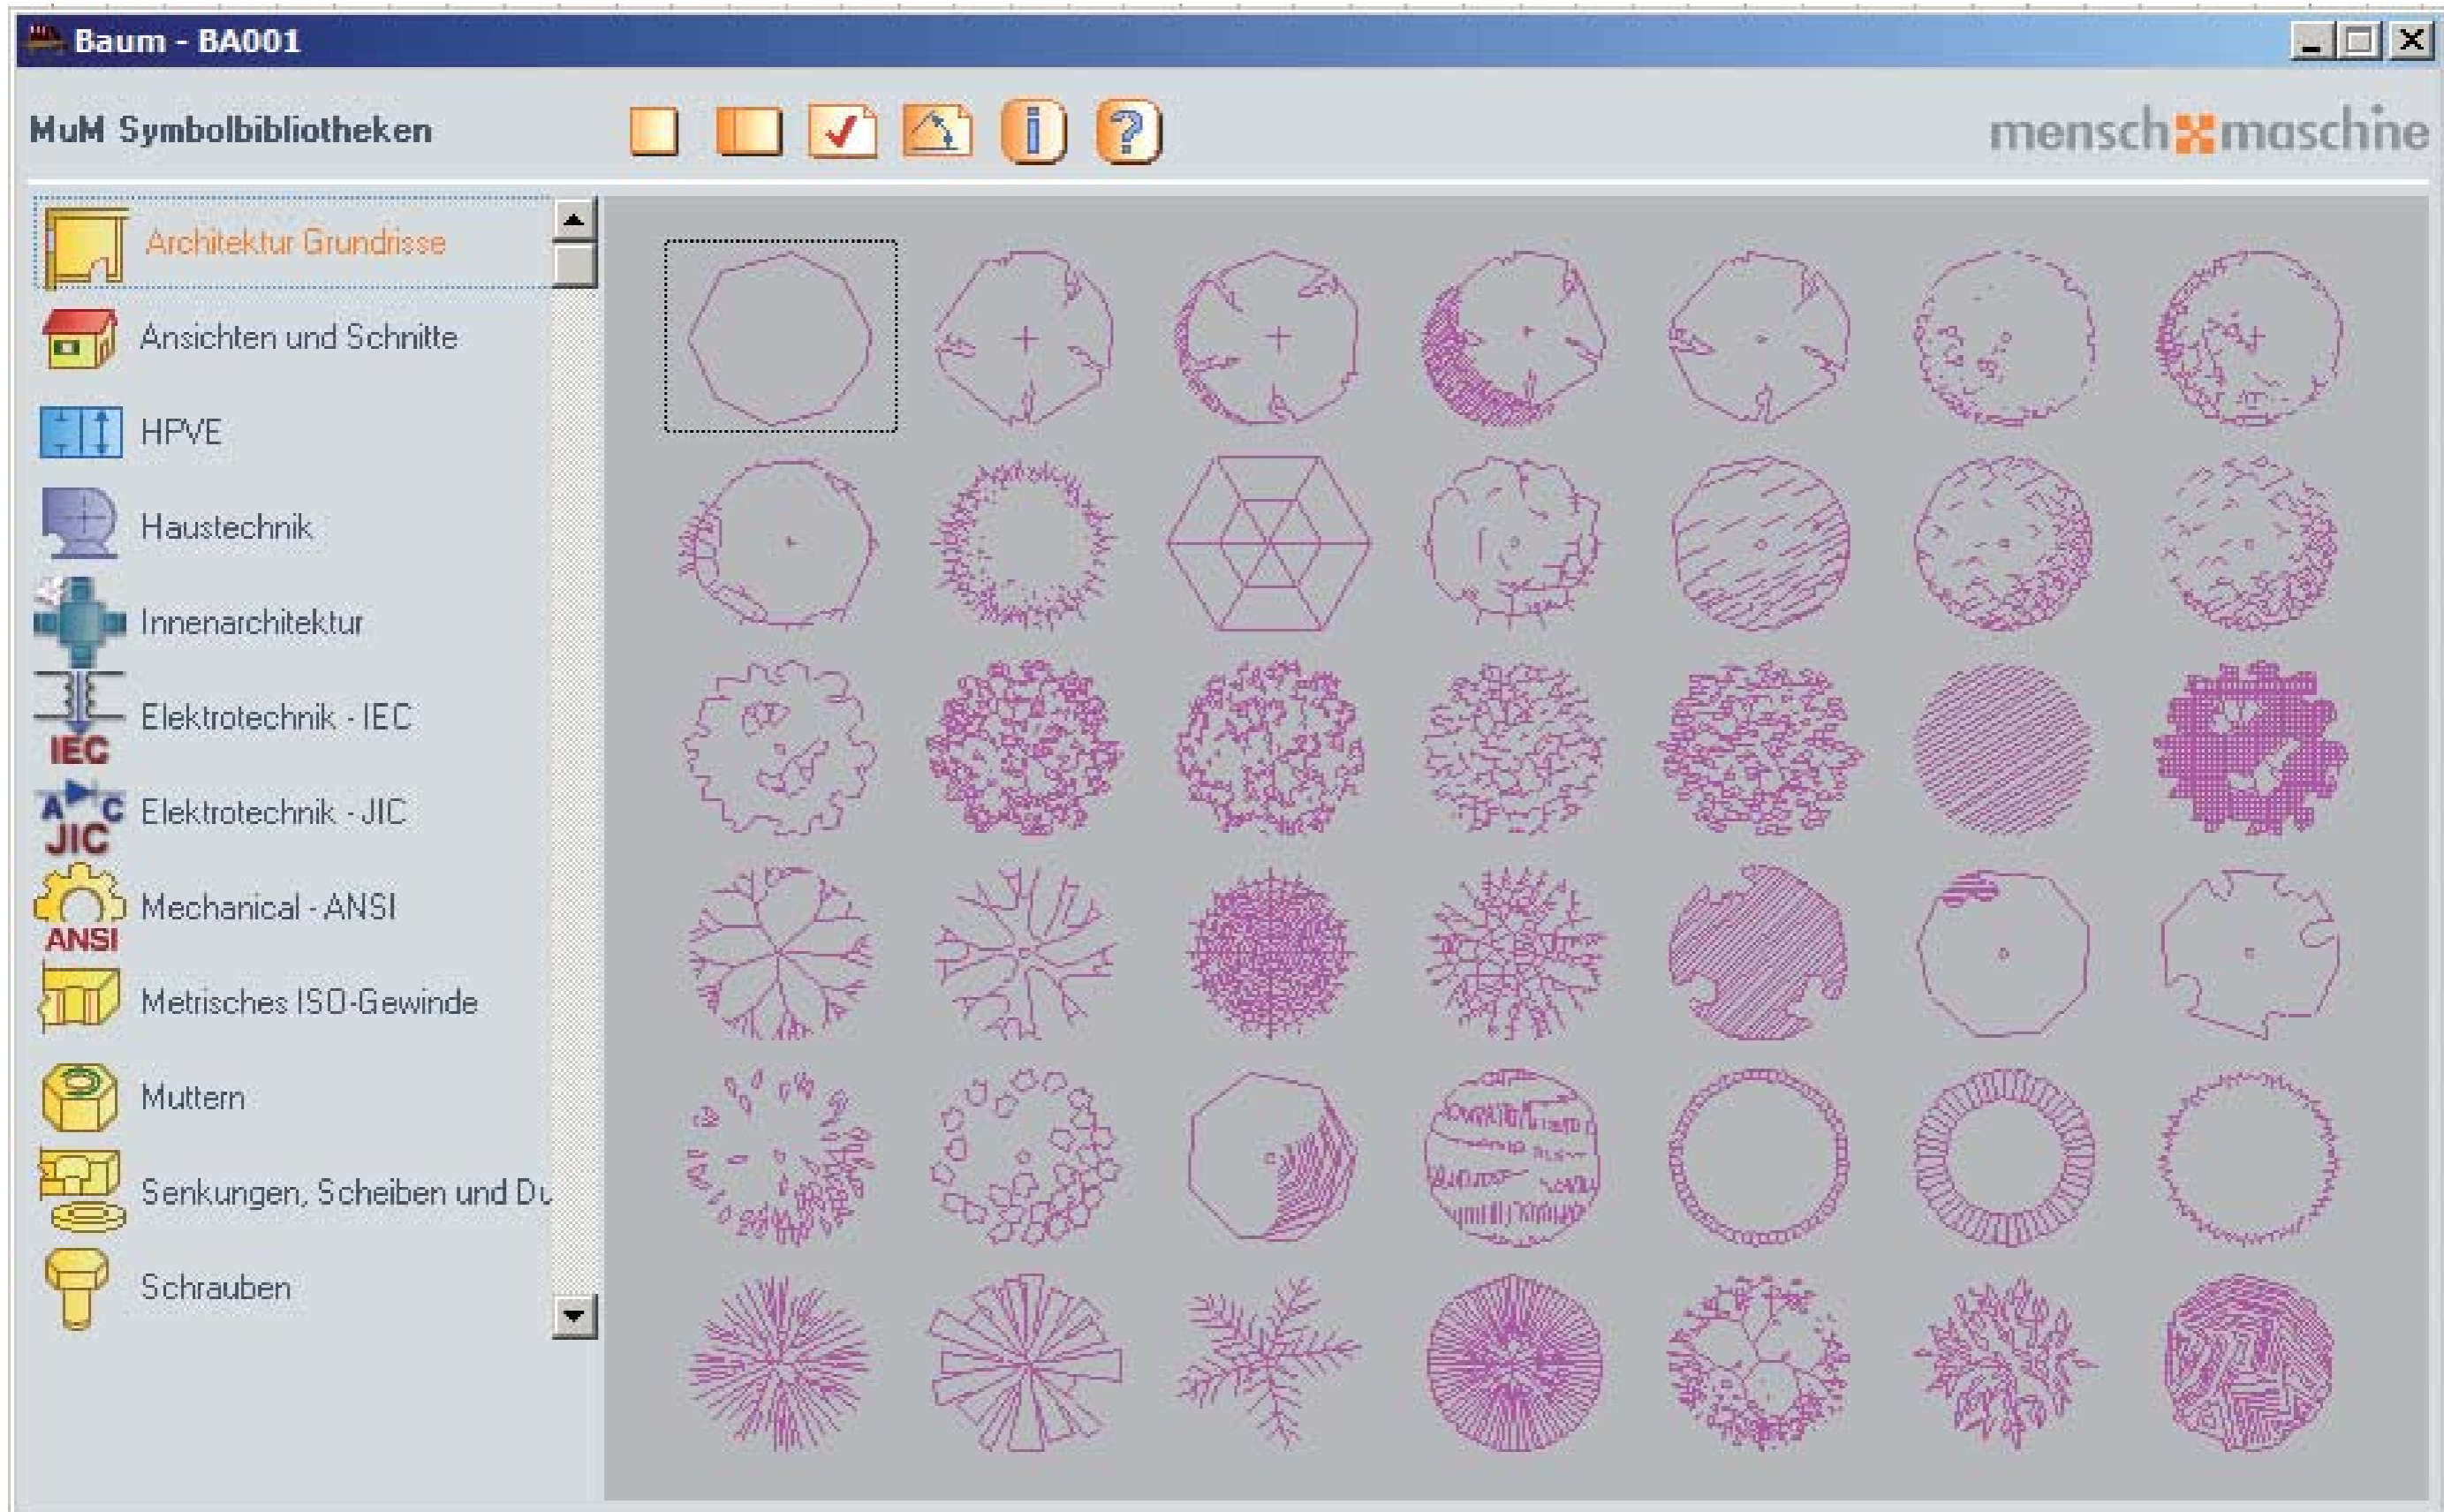 Baum - BA001
MuM Symbolbibliotheken
mensch maschine
Architektur Grundrisse
Ansichten und Schnitte
HPVE
Haustechnik
Innenarchitektur
Elektrotechnik - IEC
IEC
Elektrotechnik - JIC
A C
JIC
Mechanical - ANSI
ANSI
Metrisches ISO-Gewinde
Muttern
Senkungen, Scheiben und Du
Schrauben